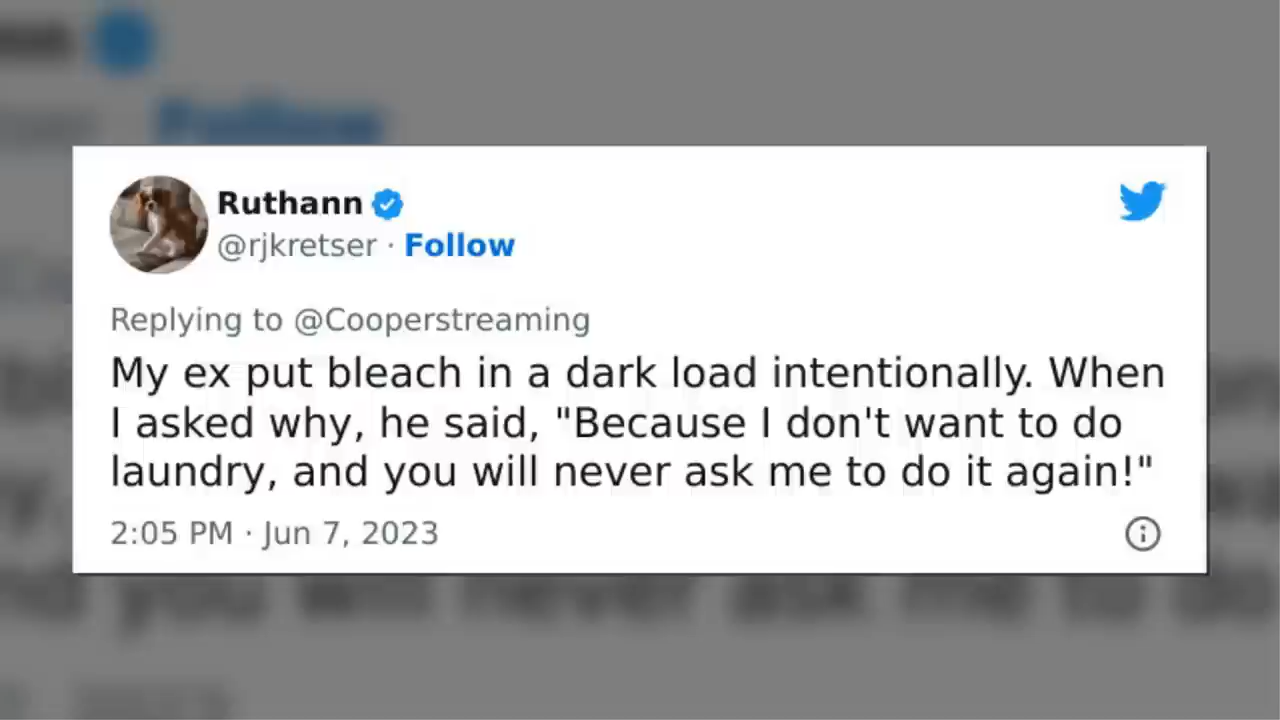 Follow
Ruthann
@rjkretser · Follow
Replying to @Cooperstreaming
My ex put bleach in a dark load intentionally. When
I asked why, he said, "Because I don't want to do
laundry, and you will never ask me to do it again!"
2:05 PM · Jun 7, 2023